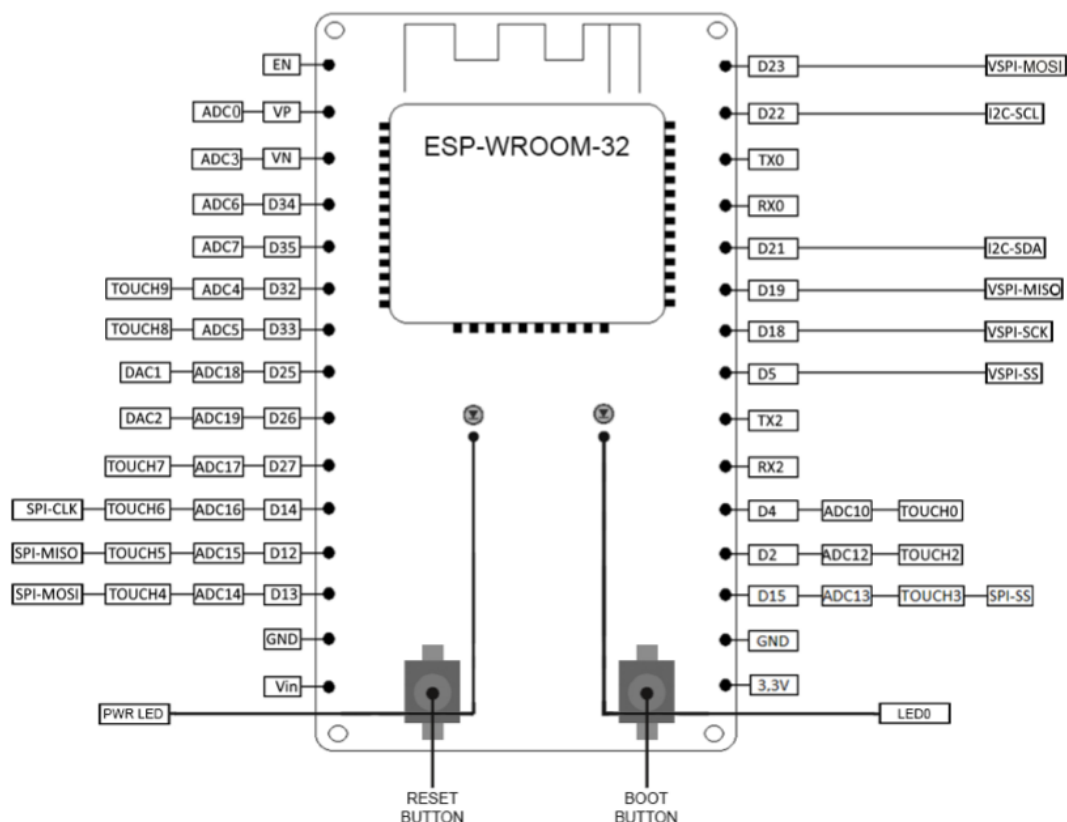 ESP-WROOM-32
EN
D23 VSPI-MOSI
ADC0 VP
D22 I2C-SCL
ADC3 VN
TX0
ADC6 D34
RX0
ADC7 D35
D21 I2C-SDA
TOUCH9 ADC4 D32
D19 VSPI-MISO
TOUCH8 ADC5 D33
D18 VSPI-SCK
DAC1 ADC18 D25
D5 VSPI-SS
DAC2 ADC19 D26
TX2
TOUCH7 ADC17 D27
RX2
SPI-CLK TOUCH6 ADC16 D14
D4 ADC10 TOUCH0
SPI-MISO TOUCH5 ADC15 D12
D2 ADC12 TOUCH2
SPI-MOSI TOUCH4 ADC14 D13
D15 ADC13 TOUCH3 SPI-SS
GND
GND
Vin
3.3V
PWR LED
LED0
RESET
BUTTON
BOOT
BUTTON